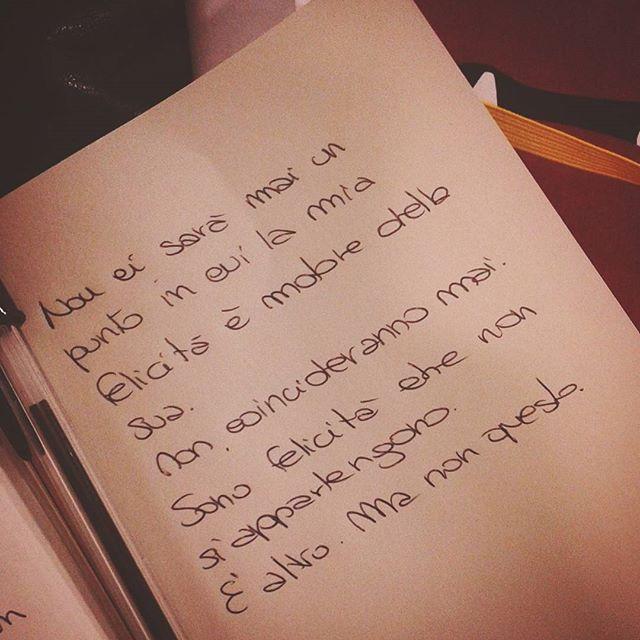 Non ci sarà mai un
punto in cui la mia
felicità è madre della
sua.
Non coincideranno mai.
Sono felicità che non
si appartengono.
È altro. Ma non questo.